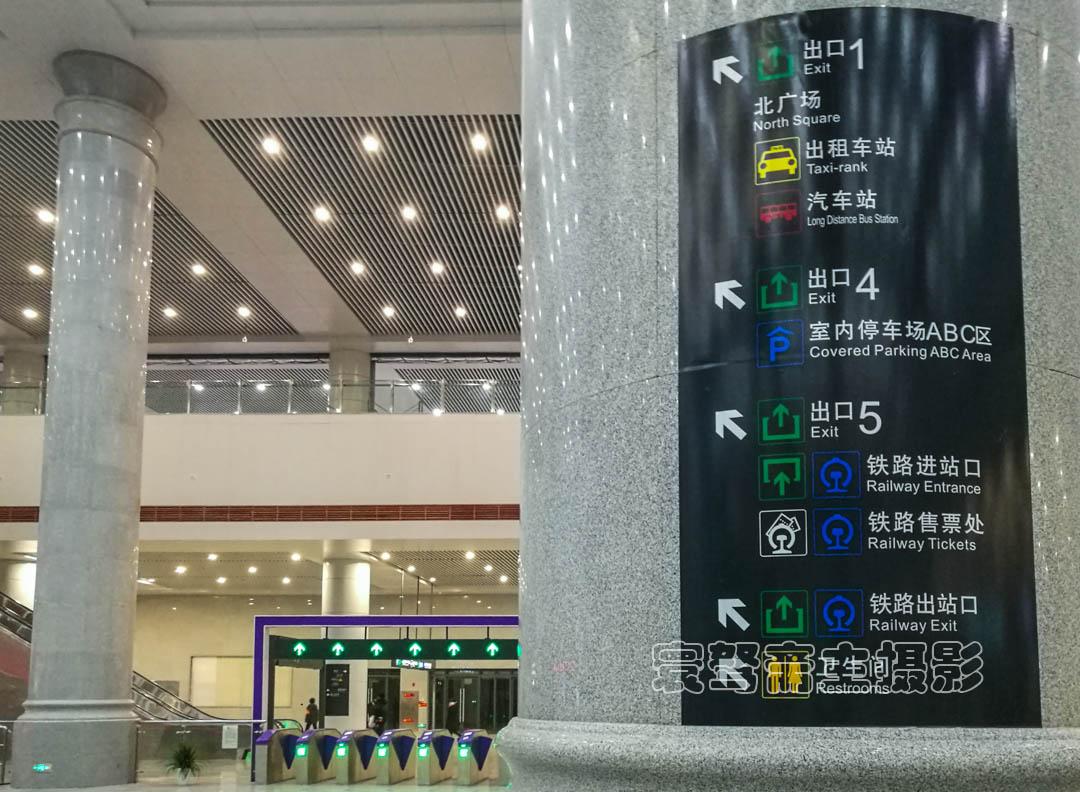 出口1
Exit
北广场
North Square
出租车站
Taxi-rank
汽车站
Long Distance Bus Station
出口4
Exit
室内停车场ABC区
Covered Parking ABC Area
出口5
Exit
铁路进站口
Railway Entrance
铁路售票处
Railway Tickets
铁路出站口
Railway Exit
卫生间
Restrooms